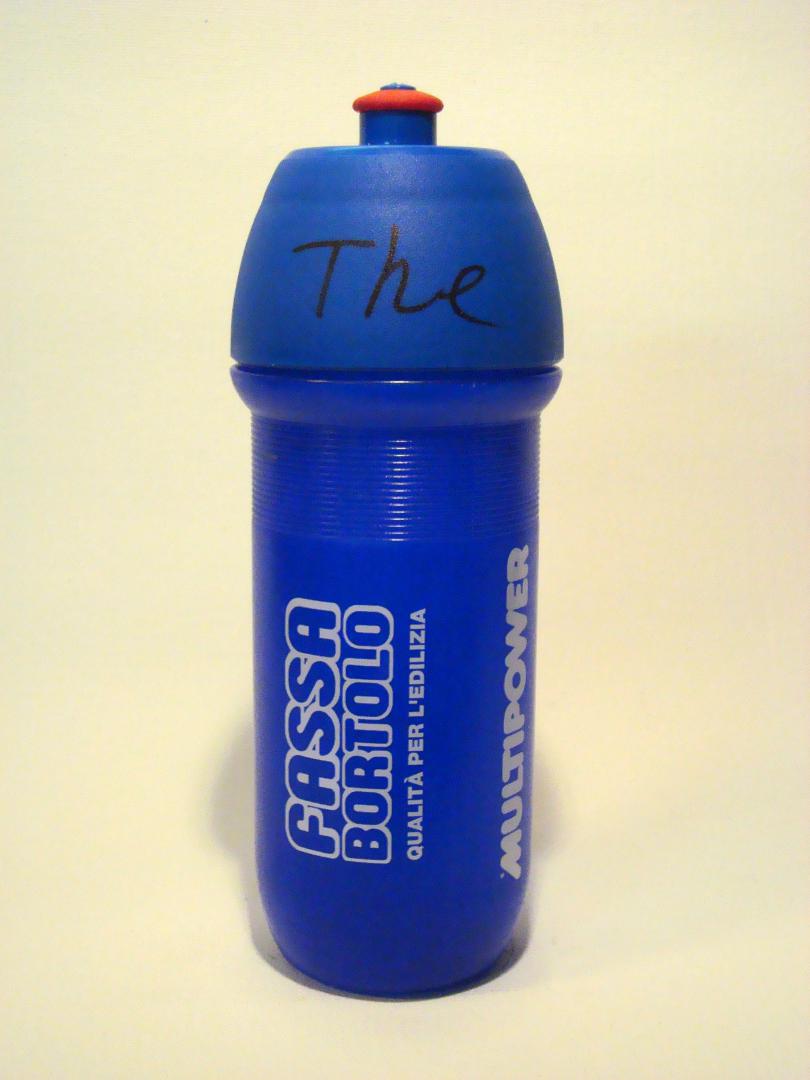 The
FASSA
BORTOLO
QUALITÀ PER L'EDILIZIA
MULTIPOWER